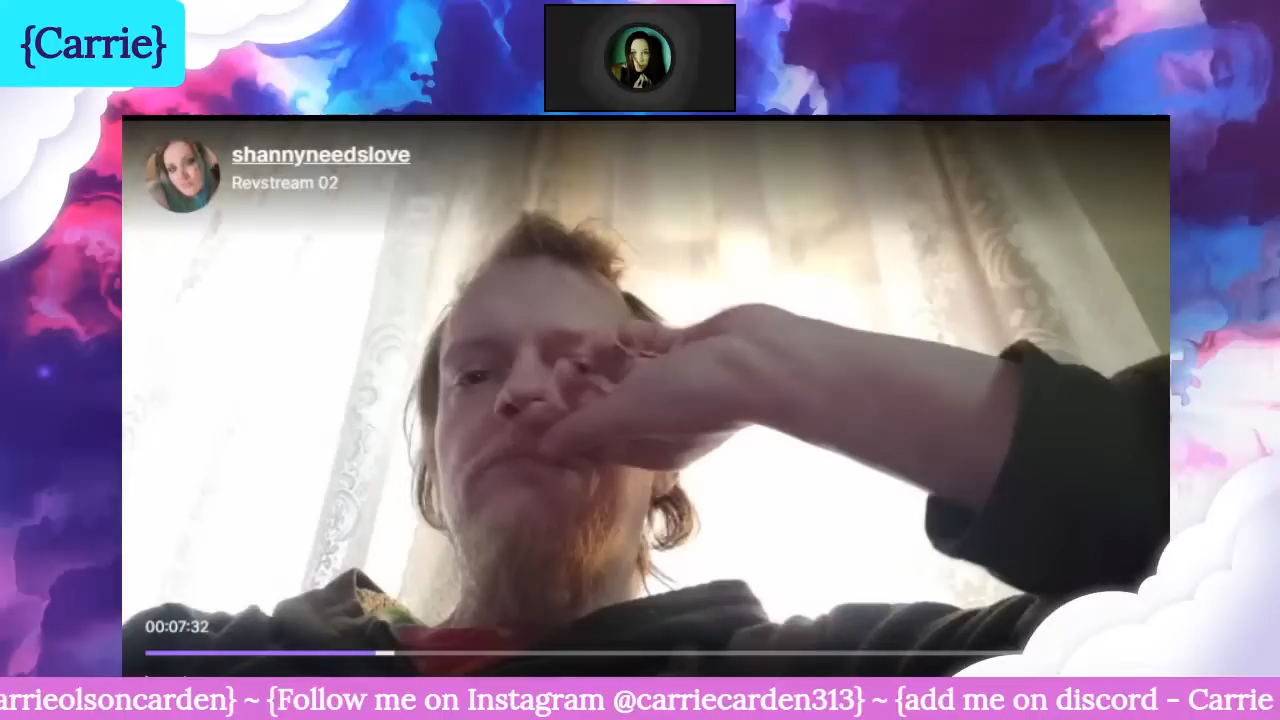 {Carrie}
shannyneedslove
Revstream 02
00:07:32
arrieolsoncarden} ~ {Follow me on Instagram @carriecarden313} ~ {add me on discord - Carrie